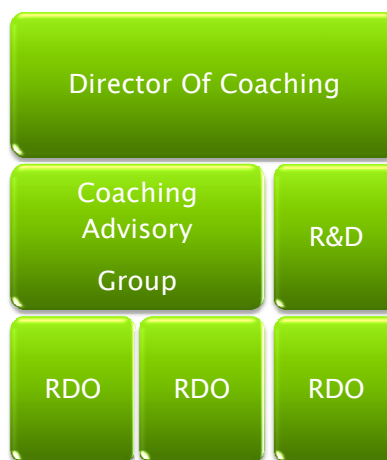 Director Of Coaching
Coaching
Advisory
Group
R&D
RDO
RDO
RDO